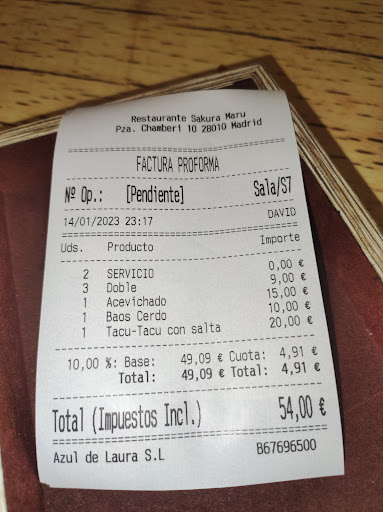 Restaurante Sakura Maru
Pza. Chamberi 10 28010 Madrid
FACTURA PROFORMA
Nº Op.: [Pendiente] Sala/S7
14/01/2023 23:17 DAVID
Uds. Producto Importe
2 SERVICIO 0,00 €
3 Doble 9,00 €
1 Acevichado 15,00 €
1 Baos Cerdo 10,00 €
1 Tacu-Tacu con salta 20,00 €
10,00 %: Base: 49,09 € Cuota: 4,91 €
Total: 49,09 € Total: 4,91 €
Total (Impuestos Incl.) 54,00 €
Azul de Laura S.L B67696500